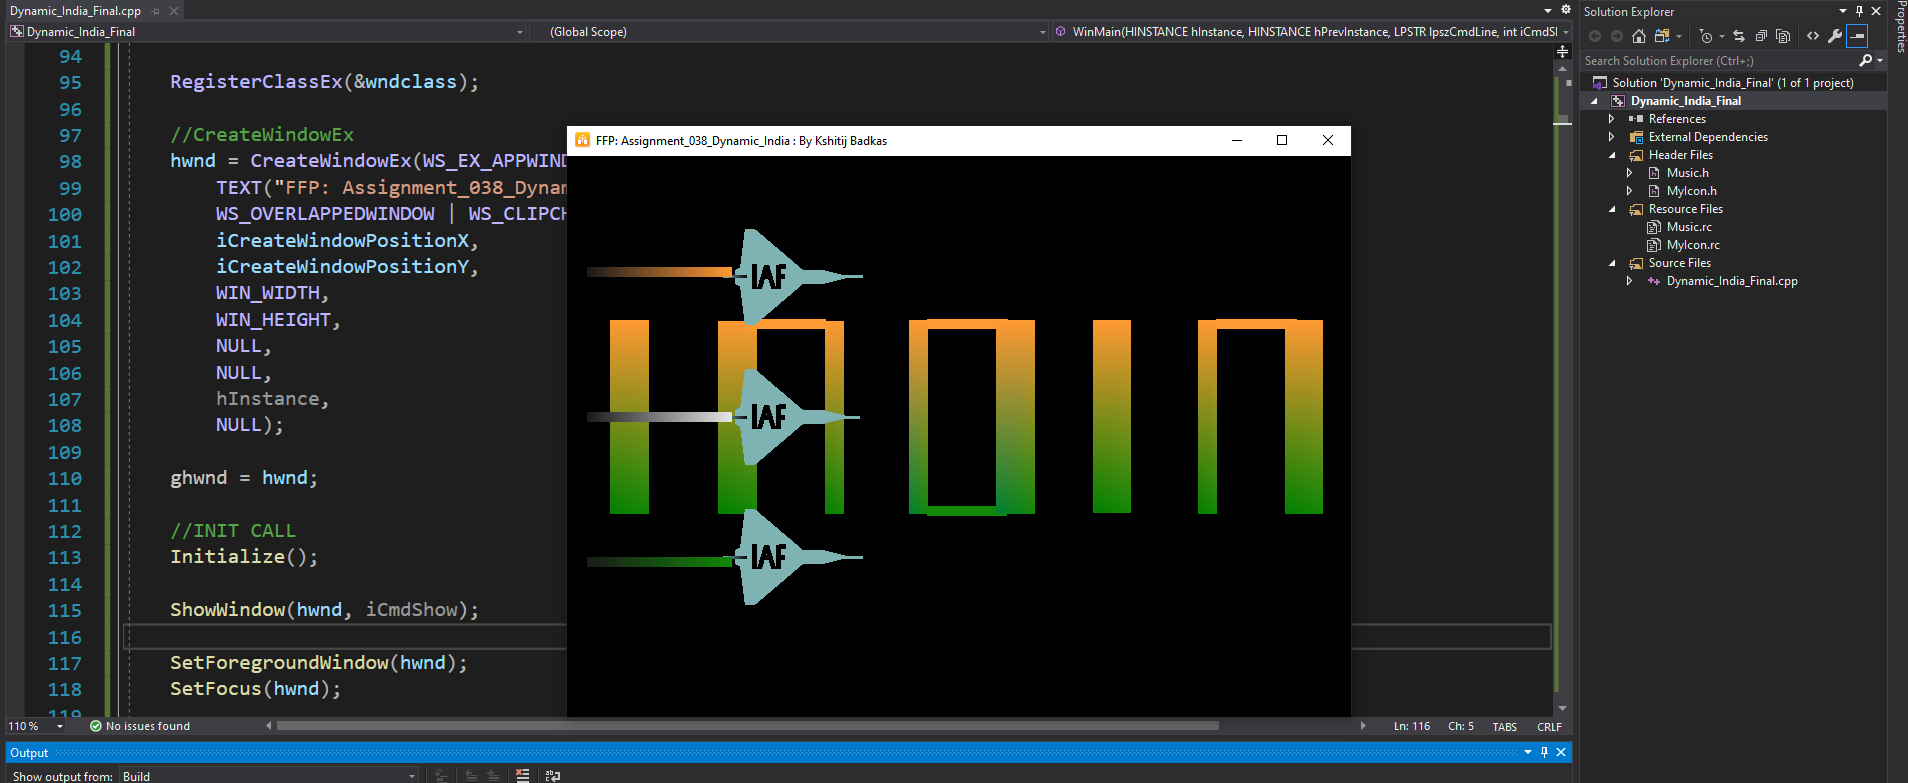 Dynamic_India_Final.cpp
Dynamic_India_Final
(Global Scope)
WinMain(HINSTANCE hInstance, HINSTANCE hPrevInstance, LPSTR lpszCmdLine, int iCmdSl
94
95 RegisterClassEx(&wndclass);
96
97 //CreateWindowEx
98 hwnd = CreateWindowEx(WS_EX_APPWIND
99 TEXT("FFP: Assignment_038_Dynam
100 WS_OVERLAPPEDWINDOW | WS_CLIPCH
101 iCreateWindowPositionX,
102 iCreateWindowPositionY,
103 WIN_WIDTH,
104 WIN_HEIGHT,
105 NULL,
106 NULL,
107 hInstance,
108 NULL);
109
110 ghwnd = hwnd;
111
112 //INIT CALL
113 Initialize();
114
115 ShowWindow(hwnd, iCmdShow);
116
117 SetForegroundWindow(hwnd);
118 SetFocus(hwnd);
119
FFP: Assignment_038_Dynamic_India : By Kshitij Badkas
IAF
IAF
IAF
110 %
No issues found
Ln: 116 Ch: 5 TABS CRLF
Output
Show output from: Build
Solution Explorer
Search Solution Explorer (Ctrl+;)
Solution 'Dynamic_India_Final' (1 of 1 project)
Dynamic_India_Final
References
External Dependencies
Header Files
Music.h
MyIcon.h
Resource Files
Music.rc
MyIcon.rc
Source Files
Dynamic_India_Final.cpp
Properties